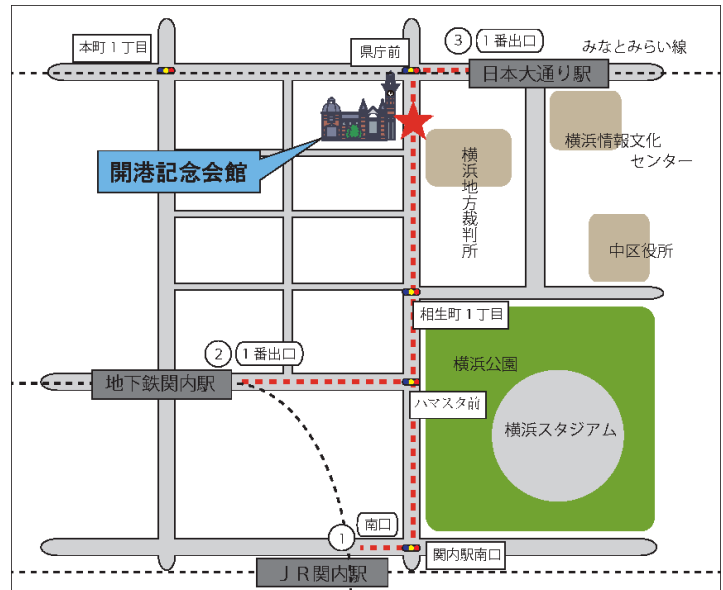 本町１丁目
県庁前
③ １番出口
みなとみらい線
日本大通り駅
開港記念会館
横浜地方裁判所
横浜情報文化
センター
中区役所
相生町１丁目
② １番出口
地下鉄関内駅
ハマスタ前
横浜公園
横浜スタジアム
① 南口
関内駅南口
ＪＲ関内駅